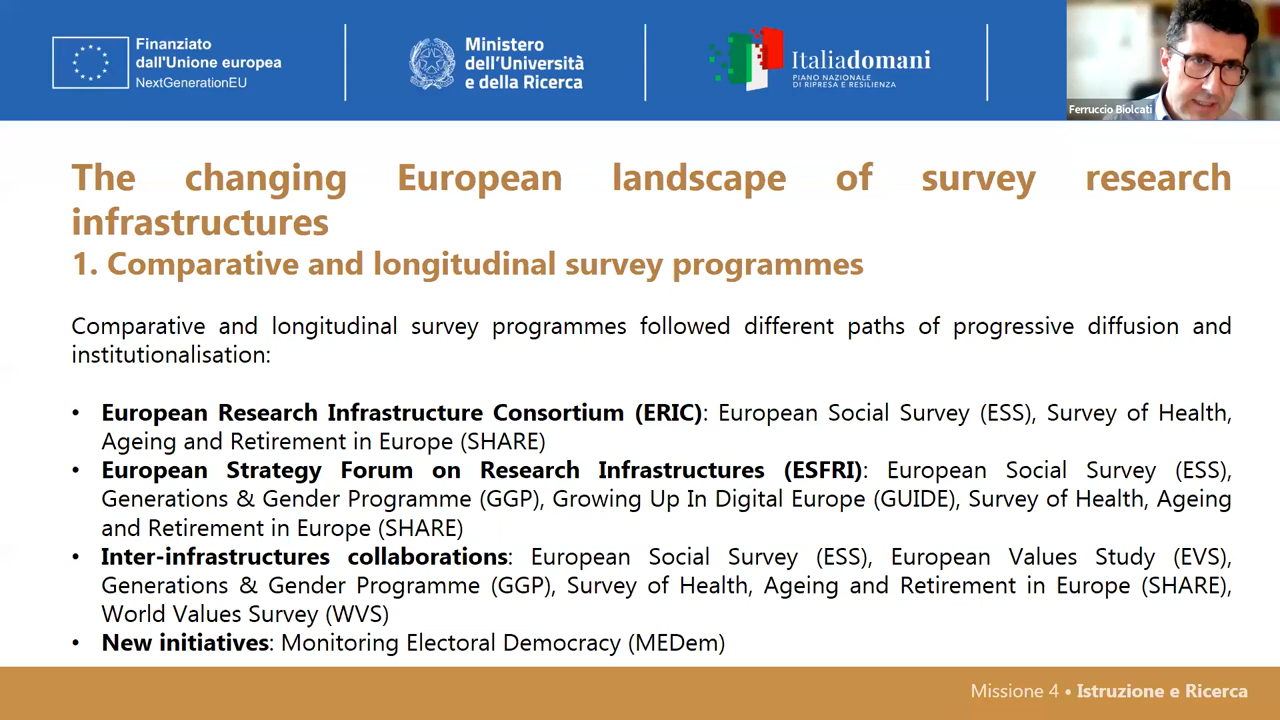 Finanziato
dall'Unione europea
NextGenerationEU
Ministero
dell'Università
e della Ricerca
Italiadomani
PIANO NAZIONALE
DI RIPRESA E RESILIENZA
Ferruccio Biolcati
The changing European landscape of survey research
infrastructures
1. Comparative and longitudinal survey programmes
Comparative and longitudinal survey programmes followed different paths of progressive diffusion and
institutionalisation:
• European Research Infrastructure Consortium (ERIC): European Social Survey (ESS), Survey of Health,
Ageing and Retirement in Europe (SHARE)
• European Strategy Forum on Research Infrastructures (ESFRI): European Social Survey (ESS),
Generations & Gender Programme (GGP), Growing Up In Digital Europe (GUIDE), Survey of Health, Ageing
and Retirement in Europe (SHARE)
• Inter-infrastructures collaborations: European Social Survey (ESS), European Values Study (EVS),
Generations & Gender Programme (GGP), Survey of Health, Ageing and Retirement in Europe (SHARE),
World Values Survey (WVS)
• New initiatives: Monitoring Electoral Democracy (MEDem)
Missione 4 • Istruzione e Ricerca